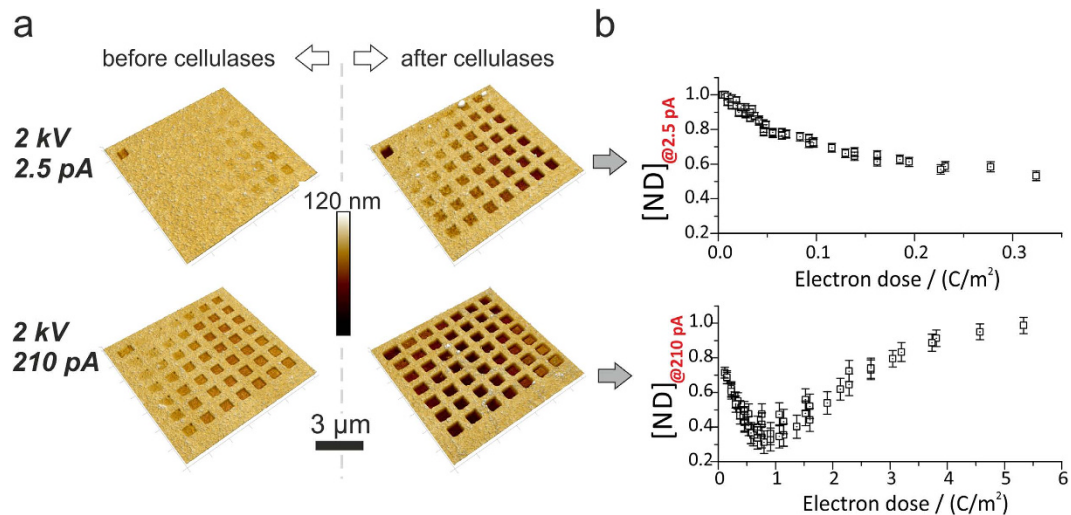 a
before cellulases
after cellulases
2 kV
2.5 pA
120 nm
2 kV
210 pA
3 µm
b
[ND]@2.5 pA
1.0
0.8
0.6
0.4
0.2
0.0 0.1 0.2 0.3
Electron dose / (C/m²)
[ND]@210 pA
1.0
0.8
0.6
0.4
0.2
0 1 2 3 4 5 6
Electron dose / (C/m²)